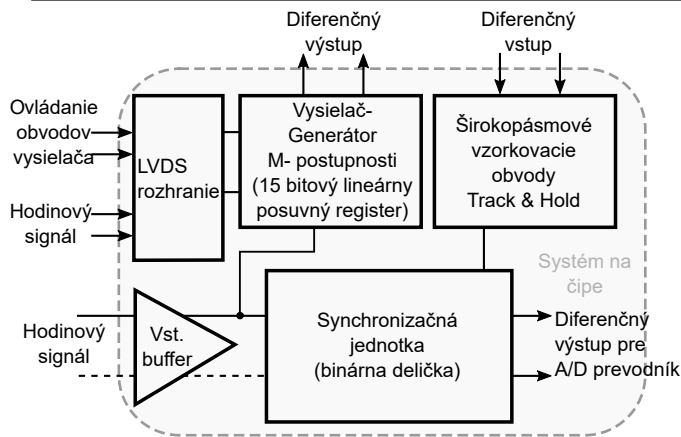 Diferenčný
výstup
Diferenčný
vstup
Ovládanie
obvodov
vysielača
Hodinový
signál
LVDS
rozhranie
Vysielač-
Generátor
M- postupnosti
(15 bitový lineárny
posuvný register)
Širokopásmové
vzorkovacie
obvody
Track & Hold
Systém na
čipe
Hodinový
signál
Vst.
buffer
Synchronizačná
jednotka
(binárna delička)
Diferenčný
výstup pre
A/D prevodník